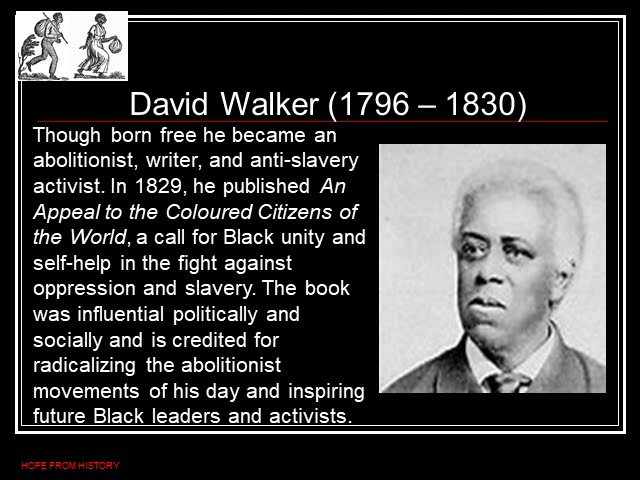 David Walker (1796 – 1830)
Though born free he became an
abolitionist, writer, and anti-slavery
activist. In 1829, he published An
Appeal to the Coloured Citizens of
the World, a call for Black unity and
self-help in the fight against
oppression and slavery. The book
was influential politically and
socially and is credited for
radicalizing the abolitionist
movements of his day and inspiring
future Black leaders and activists.
HOPE FROM HISTORY